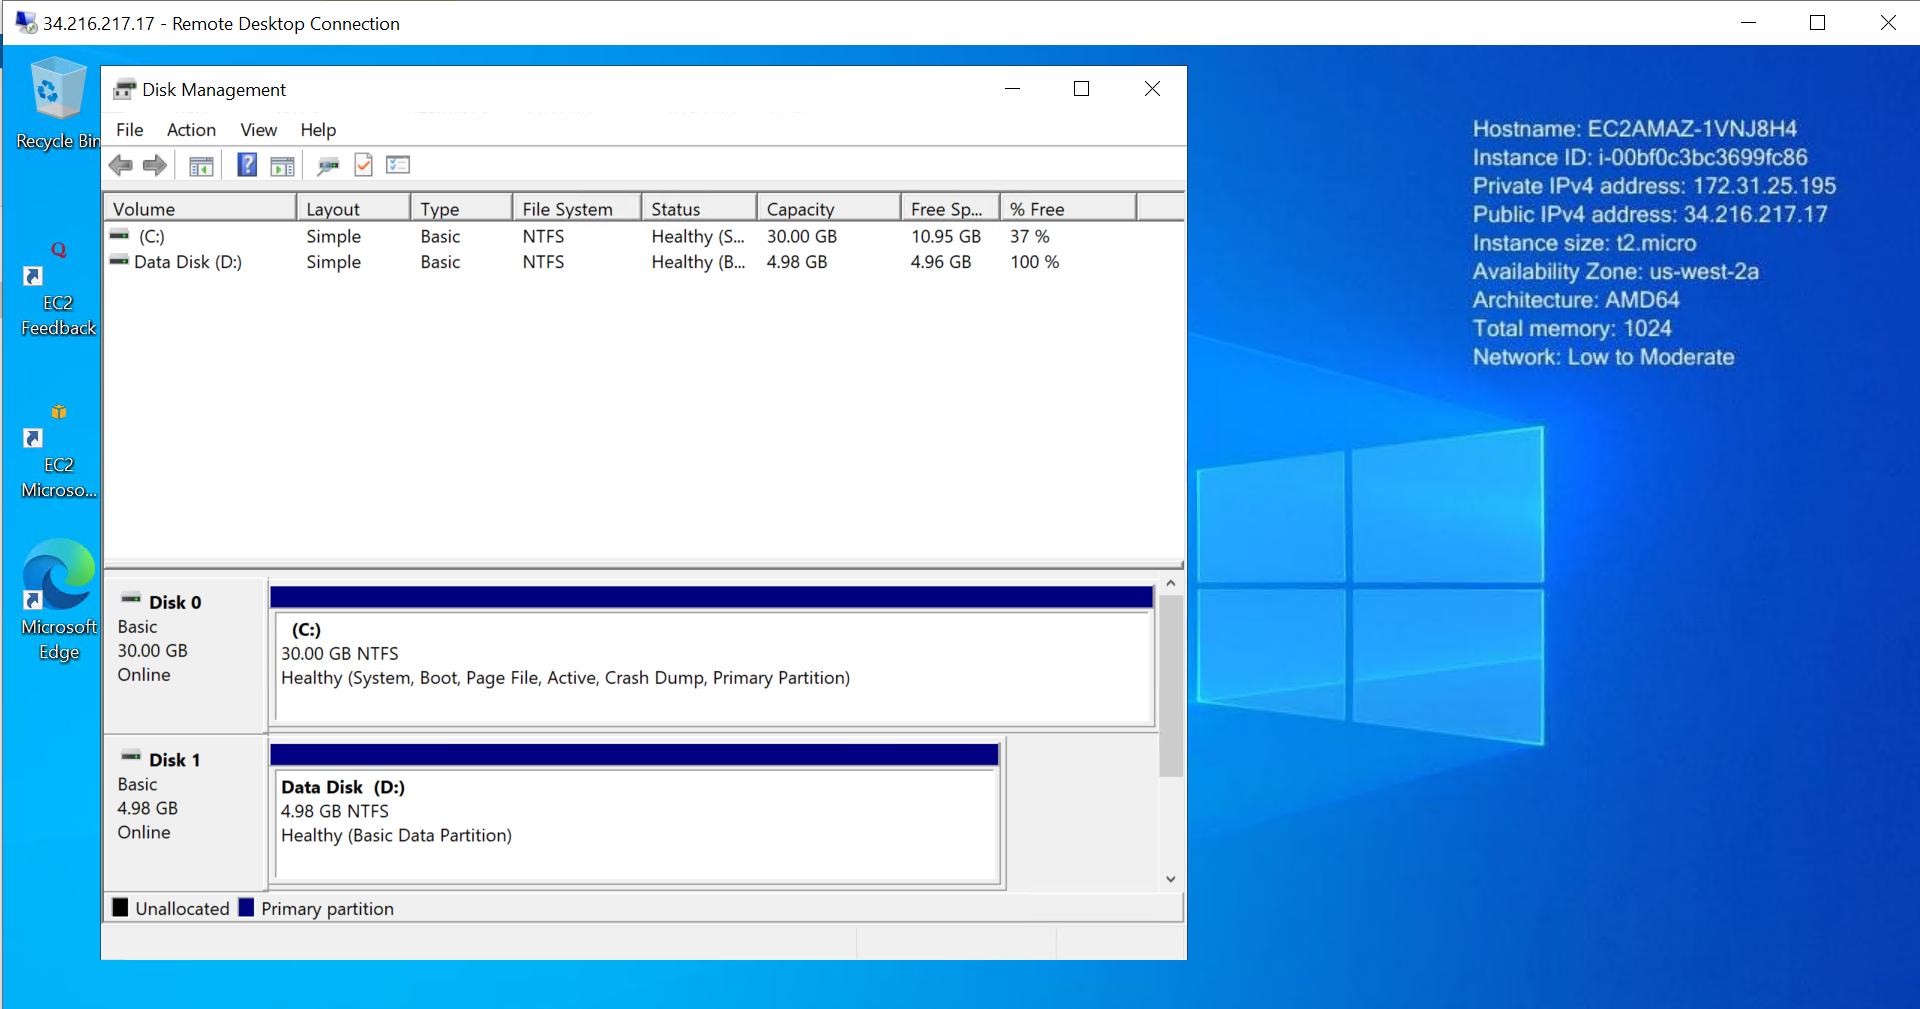 34.216.217.17 - Remote Desktop Connection
Recycle Bin
EC2
Feedback
EC2
Microso...
Microsoft
Edge
Disk Management
File Action View Help
Volume Layout Type File System Status Capacity Free Sp... % Free
(C:) Simple Basic NTFS Healthy (S... 30.00 GB 10.95 GB 37 %
Data Disk (D:) Simple Basic NTFS Healthy (B... 4.98 GB 4.96 GB 100 %
Disk 0
Basic
30.00 GB
Online
(C:)
30.00 GB NTFS
Healthy (System, Boot, Page File, Active, Crash Dump, Primary Partition)
Disk 1
Basic
4.98 GB
Online
Data Disk (D:)
4.98 GB NTFS
Healthy (Basic Data Partition)
Unallocated Primary partition
Hostname: EC2AMAZ-1VNJ8H4
Instance ID: i-00bf0c3bc3699fc86
Private IPv4 address: 172.31.25.195
Public IPv4 address: 34.216.217.17
Instance size: t2.micro
Availability Zone: us-west-2a
Architecture: AMD64
Total memory: 1024
Network: Low to Moderate